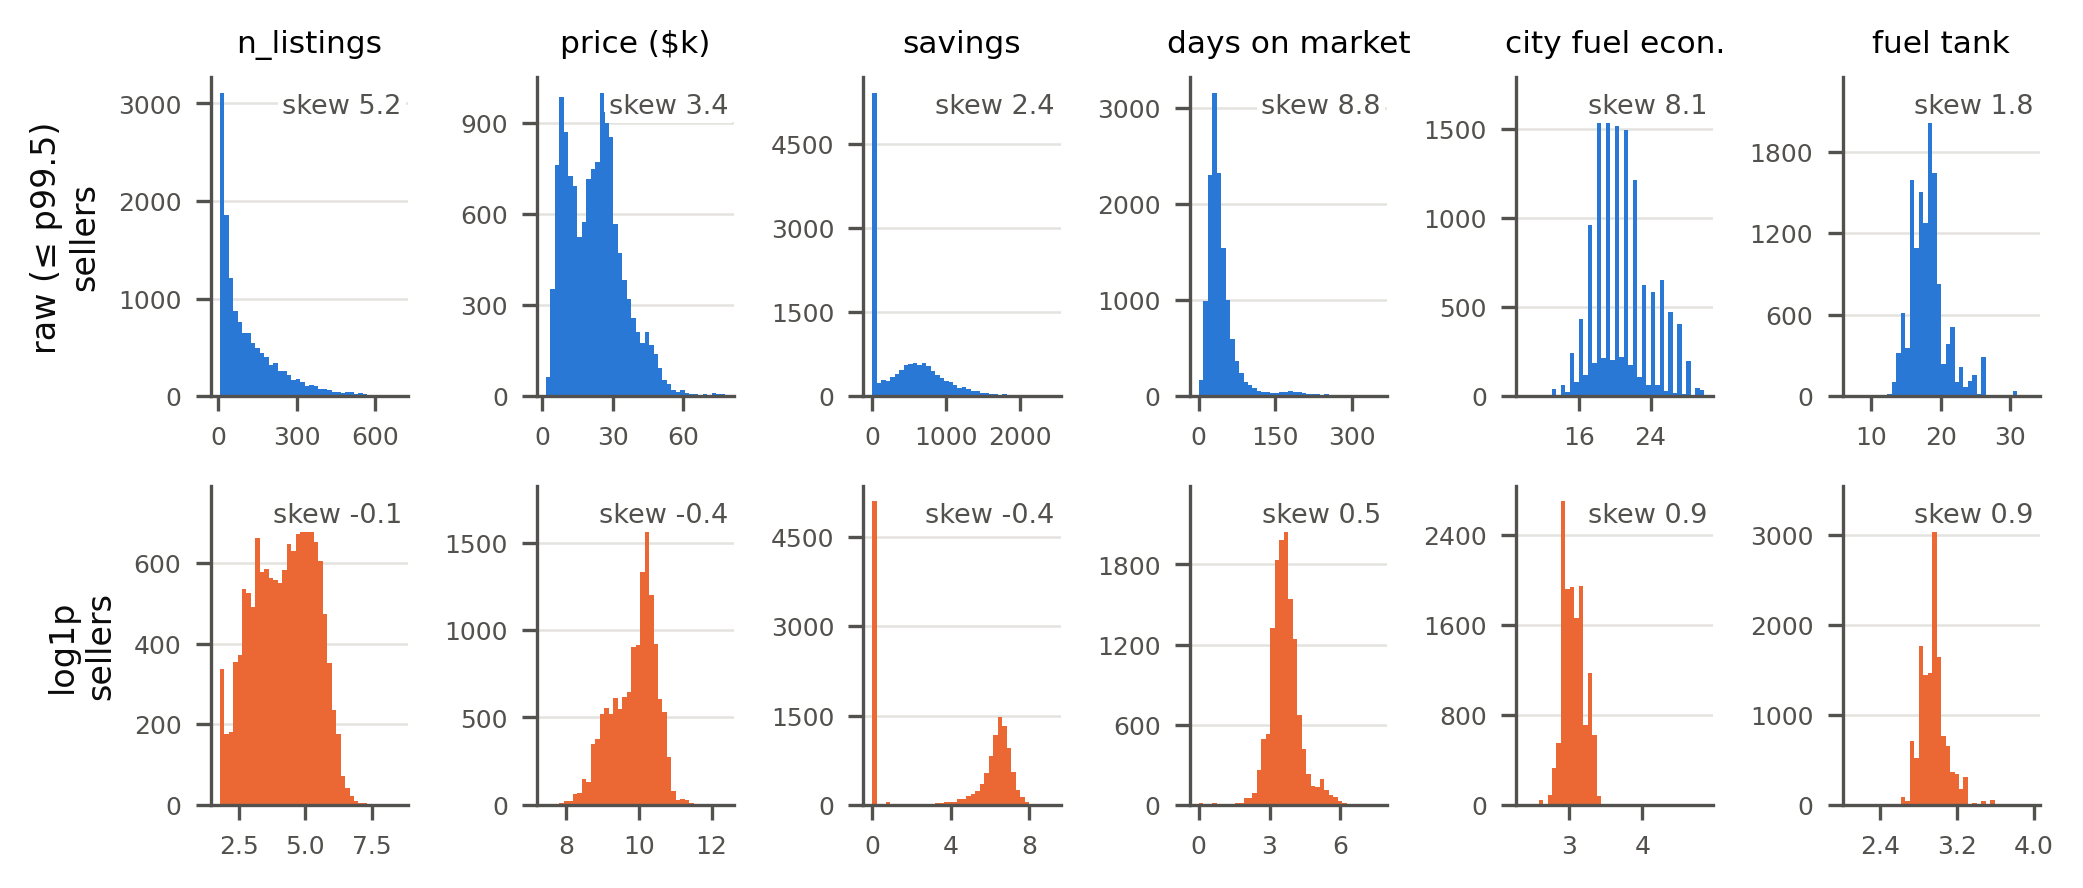 n_listings
price ($k)
savings
days on market
city fuel econ.
fuel tank
raw (≤ p99.5)
sellers
skew 5.2
3000
2000
1000
0
0 300 600
skew 3.4
900
600
300
0
0 30 60
skew 2.4
4500
3000
1500
0
0 1000 2000
skew 8.8
3000
2000
1000
0
0 150 300
skew 8.1
1500
1000
500
0
16 24
skew 1.8
1800
1200
600
0
10 20 30
log1p
sellers
skew -0.1
600
400
200
0
2.5 5.0 7.5
skew -0.4
1500
1000
500
0
8 10 12
skew -0.4
4500
3000
1500
0
0 4 8
skew 0.5
1800
1200
600
0
0 3 6
skew 0.9
2400
1600
800
0
3 4
skew 0.9
3000
2000
1000
0
2.4 3.2 4.0